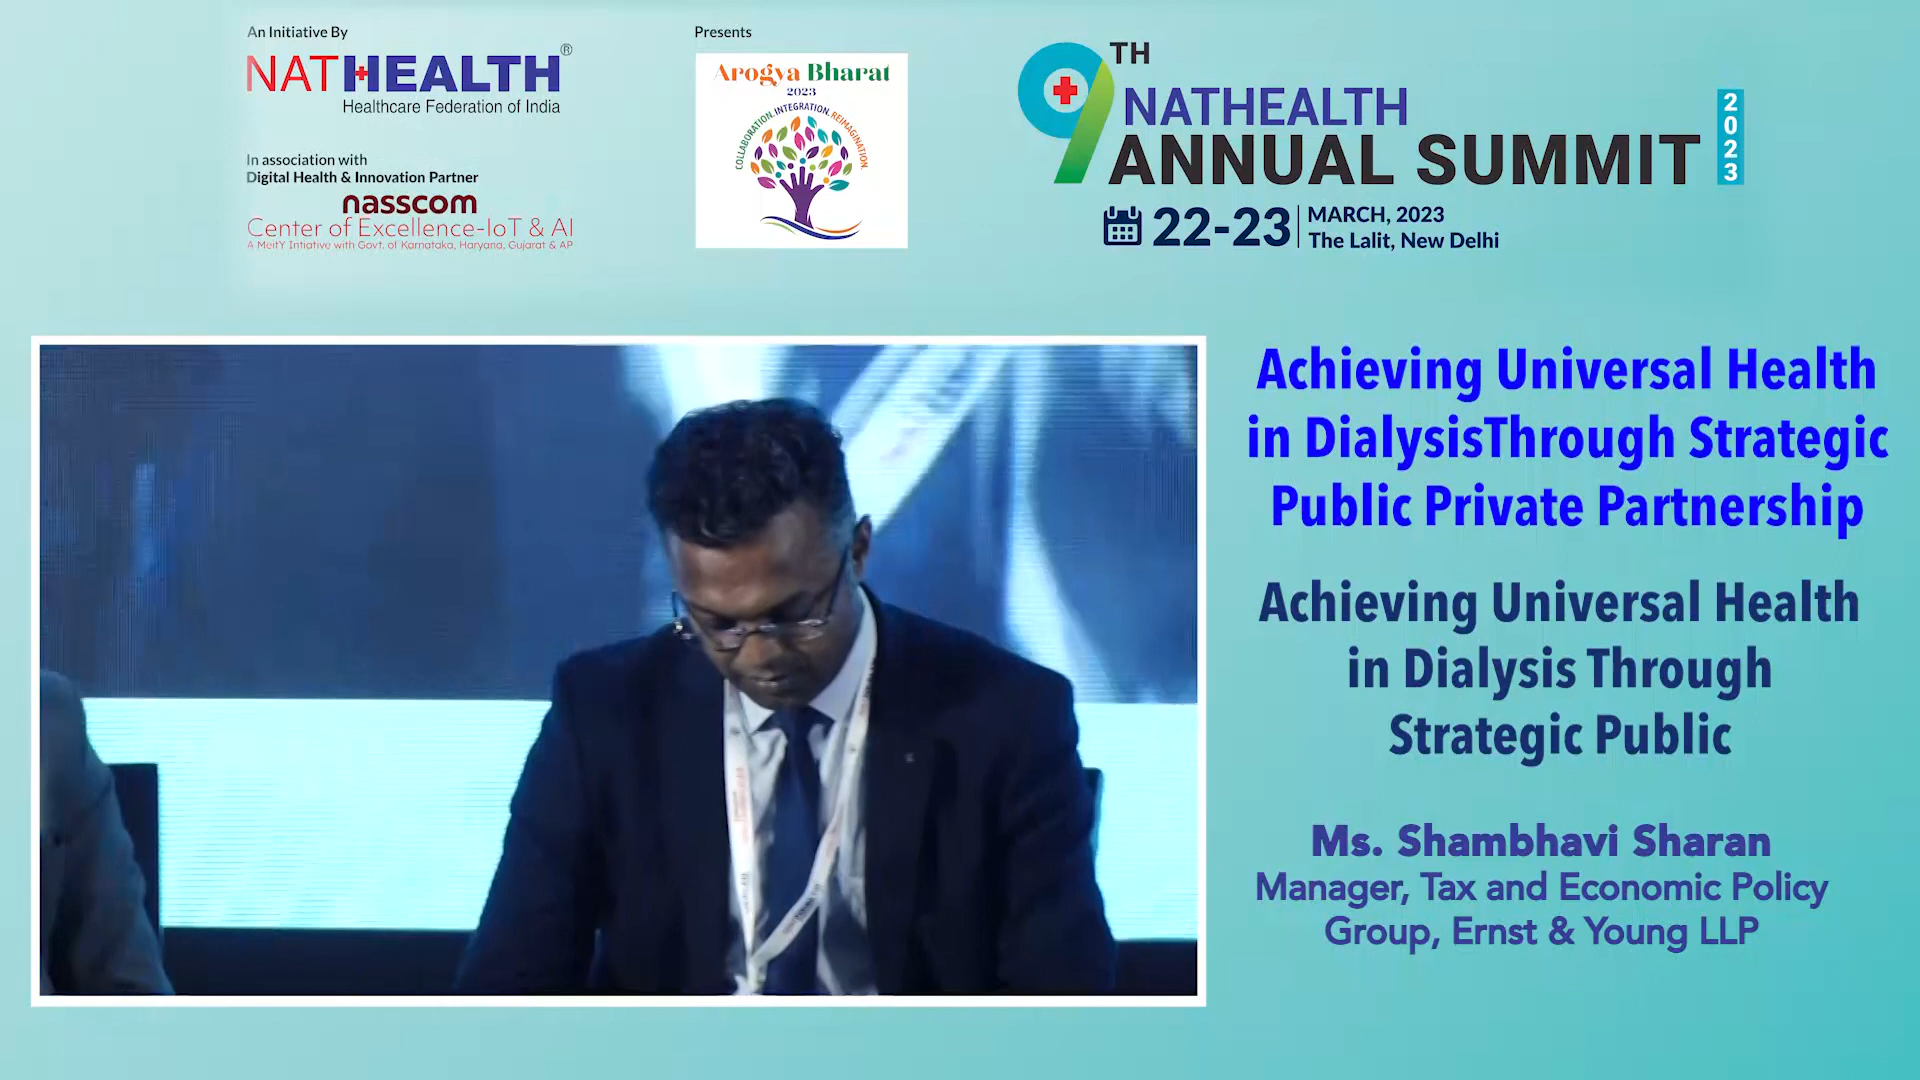 An Initiative By
NATHEALTH®
Healthcare Federation of India
In association with
Digital Health & Innovation Partner
nasscom
Center of Excellence-IoT & AI
A MeitY Initiative with Govt. of Karnataka, Haryana, Gujarat & AP
Presents
Arogya Bharat
2023
COLLABORATION. INTEGRATION. REIMAGINATION.
9TH
NATHEALTH
ANNUAL SUMMIT
2023
22-23
MARCH, 2023
The Lalit, New Delhi
Achieving Universal Health
in DialysisThrough Strategic
Public Private Partnership
Achieving Universal Health
in Dialysis Through
Strategic Public
Ms. Shambhavi Sharan
Manager, Tax and Economic Policy
Group, Ernst & Young LLP